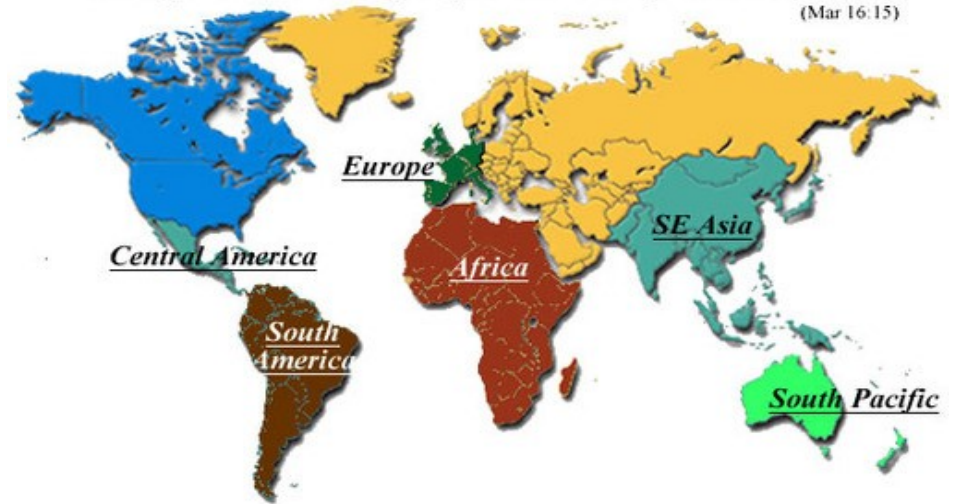 (Mar 16:15)
Europe
SE Asia
Central America
Africa
South
America
South Pacific